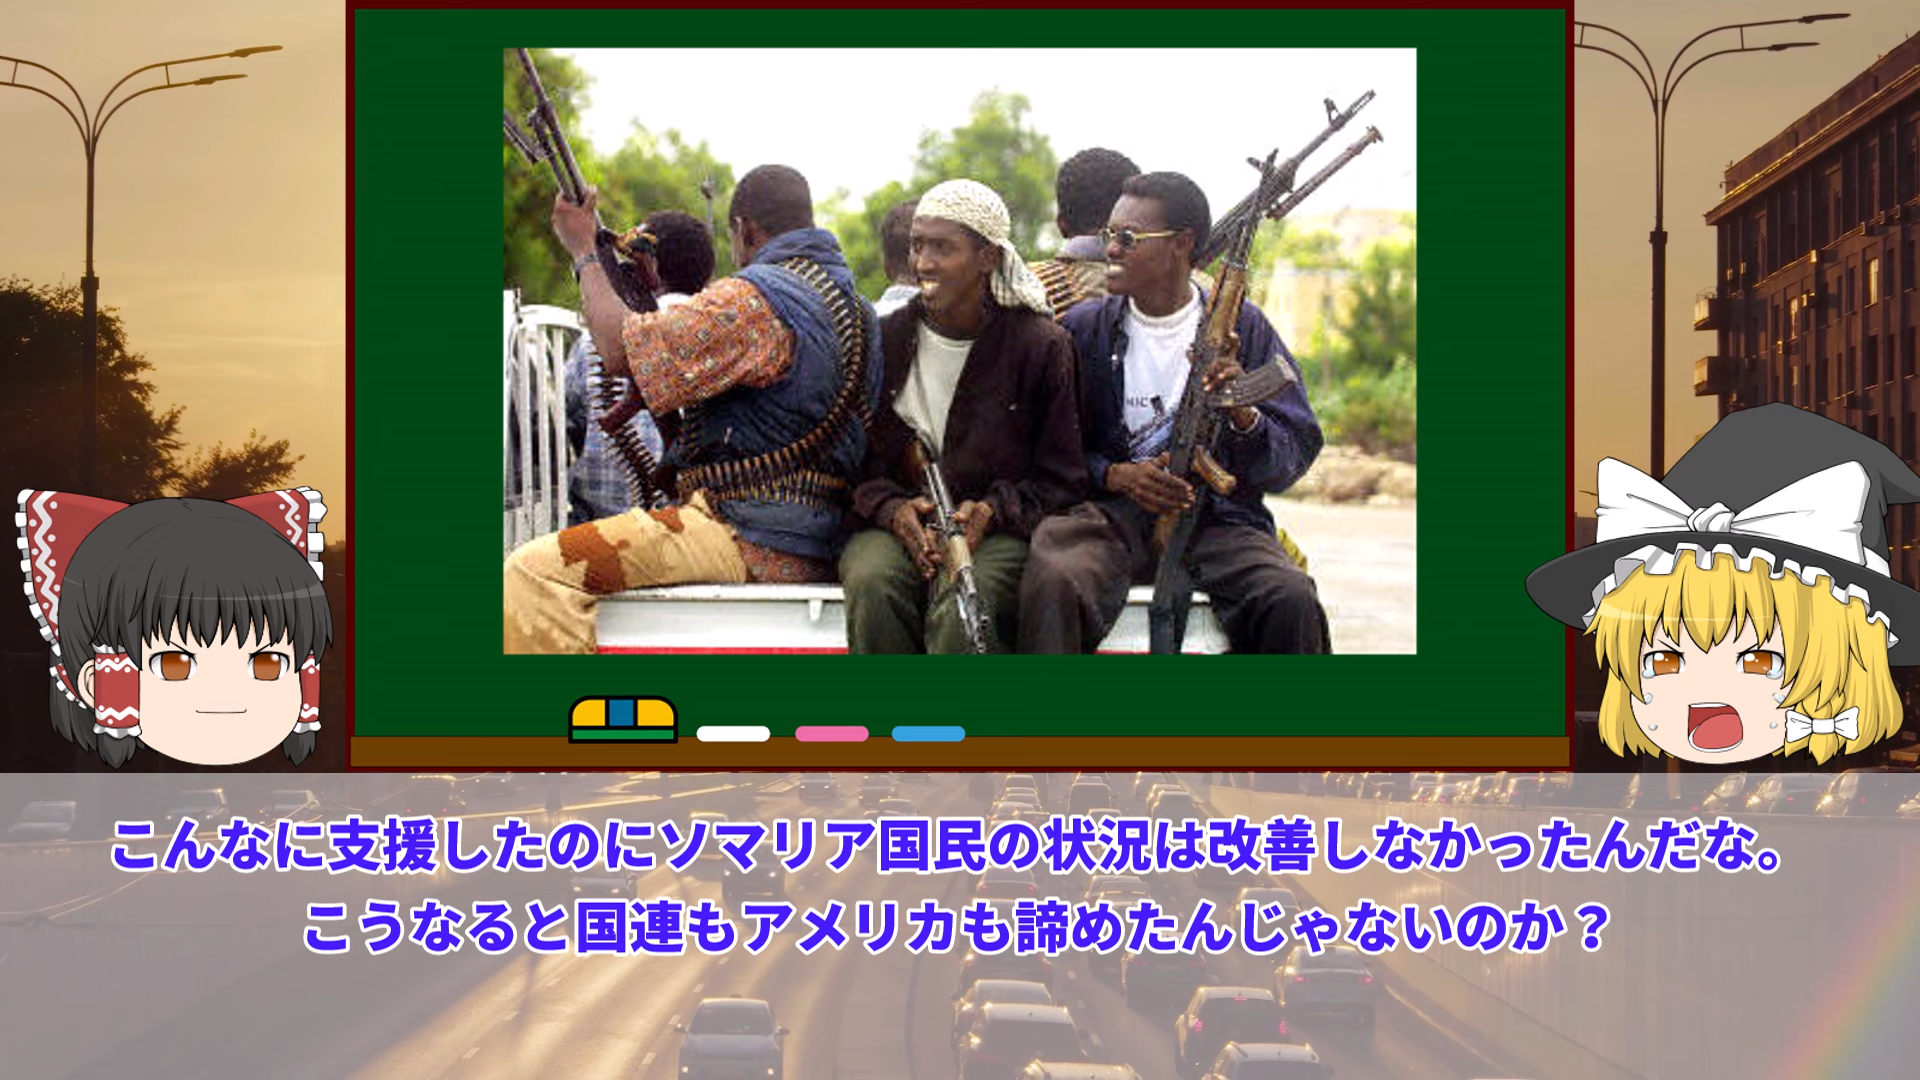 こんなに支援したのにソマリア国民の状況は改善しなかったんだな。
こうなると国連もアメリカも諦めたんじゃないのか？